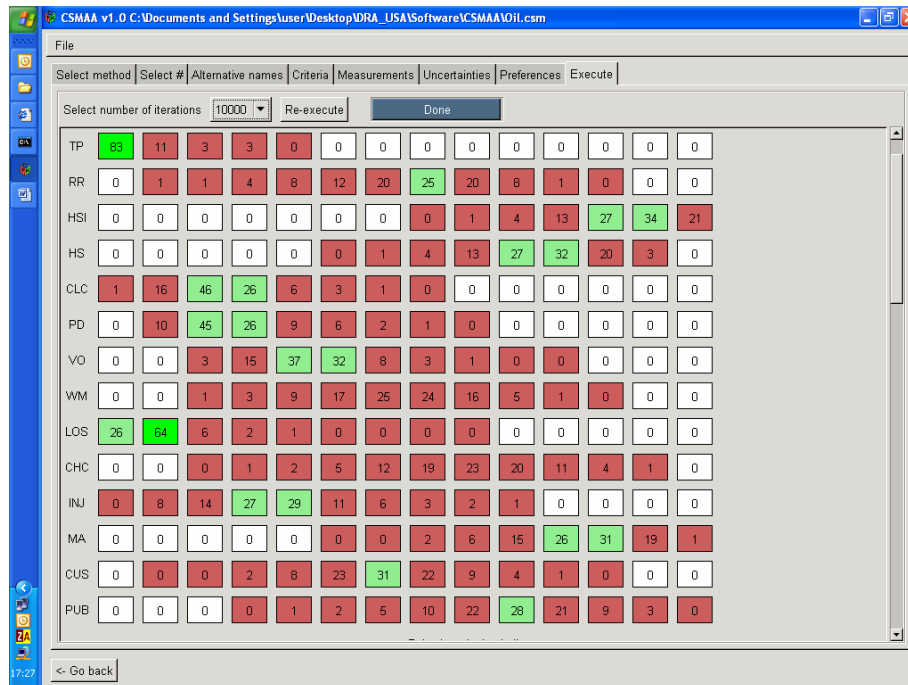 CSMAA v1.0 C:\Documents and Settings\user\Desktop\DRA_USA\Software\CSMAA\Oil.csm
File
Select method Select # Alternative names Criteria Measurements Uncertainties Preferences Execute
Select number of iterations 10000 Re-execute Done
TP 83 11 3 3 0 0 0 0 0 0 0 0 0 0
RR 0 1 1 4 8 12 20 25 20 8 1 0 0 0
HSI 0 0 0 0 0 0 0 0 1 4 13 27 34 21
HS 0 0 0 0 0 0 1 4 13 27 32 20 3 0
CLC 1 16 46 26 6 3 1 0 0 0 0 0 0 0
PD 0 10 45 26 9 6 2 1 0 0 0 0 0 0
VO 0 0 3 15 37 32 8 3 1 0 0 0 0 0
WM 0 0 1 3 9 17 25 24 16 5 1 0 0 0
LOS 26 64 6 2 1 0 0 0 0 0 0 0 0 0
CHC 0 0 0 1 2 5 12 19 23 20 11 4 1 0
INJ 0 8 14 27 29 11 6 3 2 1 0 0 0 0
MA 0 0 0 0 0 0 0 2 6 15 26 31 19 1
CUS 0 0 0 2 8 23 31 22 9 4 1 0 0 0
PUB 0 0 0 0 1 2 5 10 22 28 21 9 3 0
<- Go back
17:27